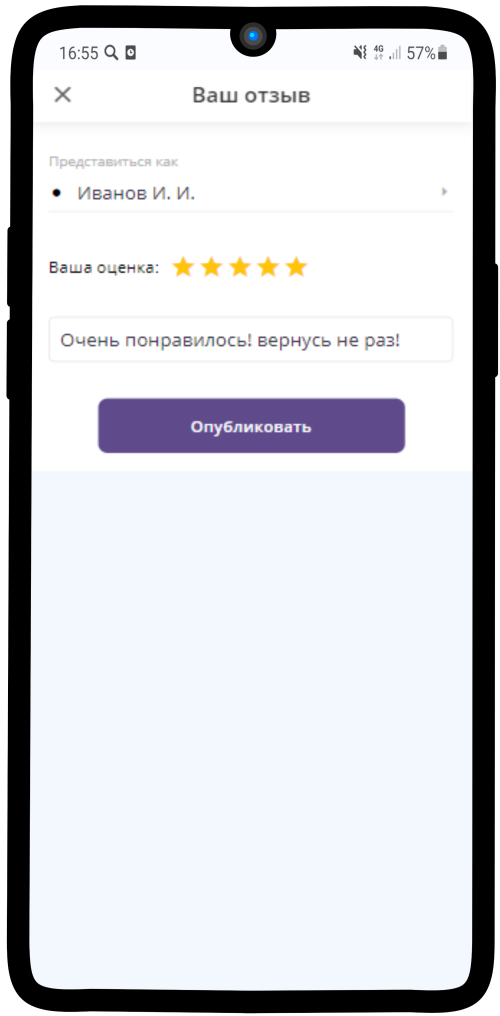 16:55 4G 57%
Ваш отзыв
Представиться как
Иванов И. И.
Ваша оценка:
Очень понравилось! вернусь не раз!
Опубликовать